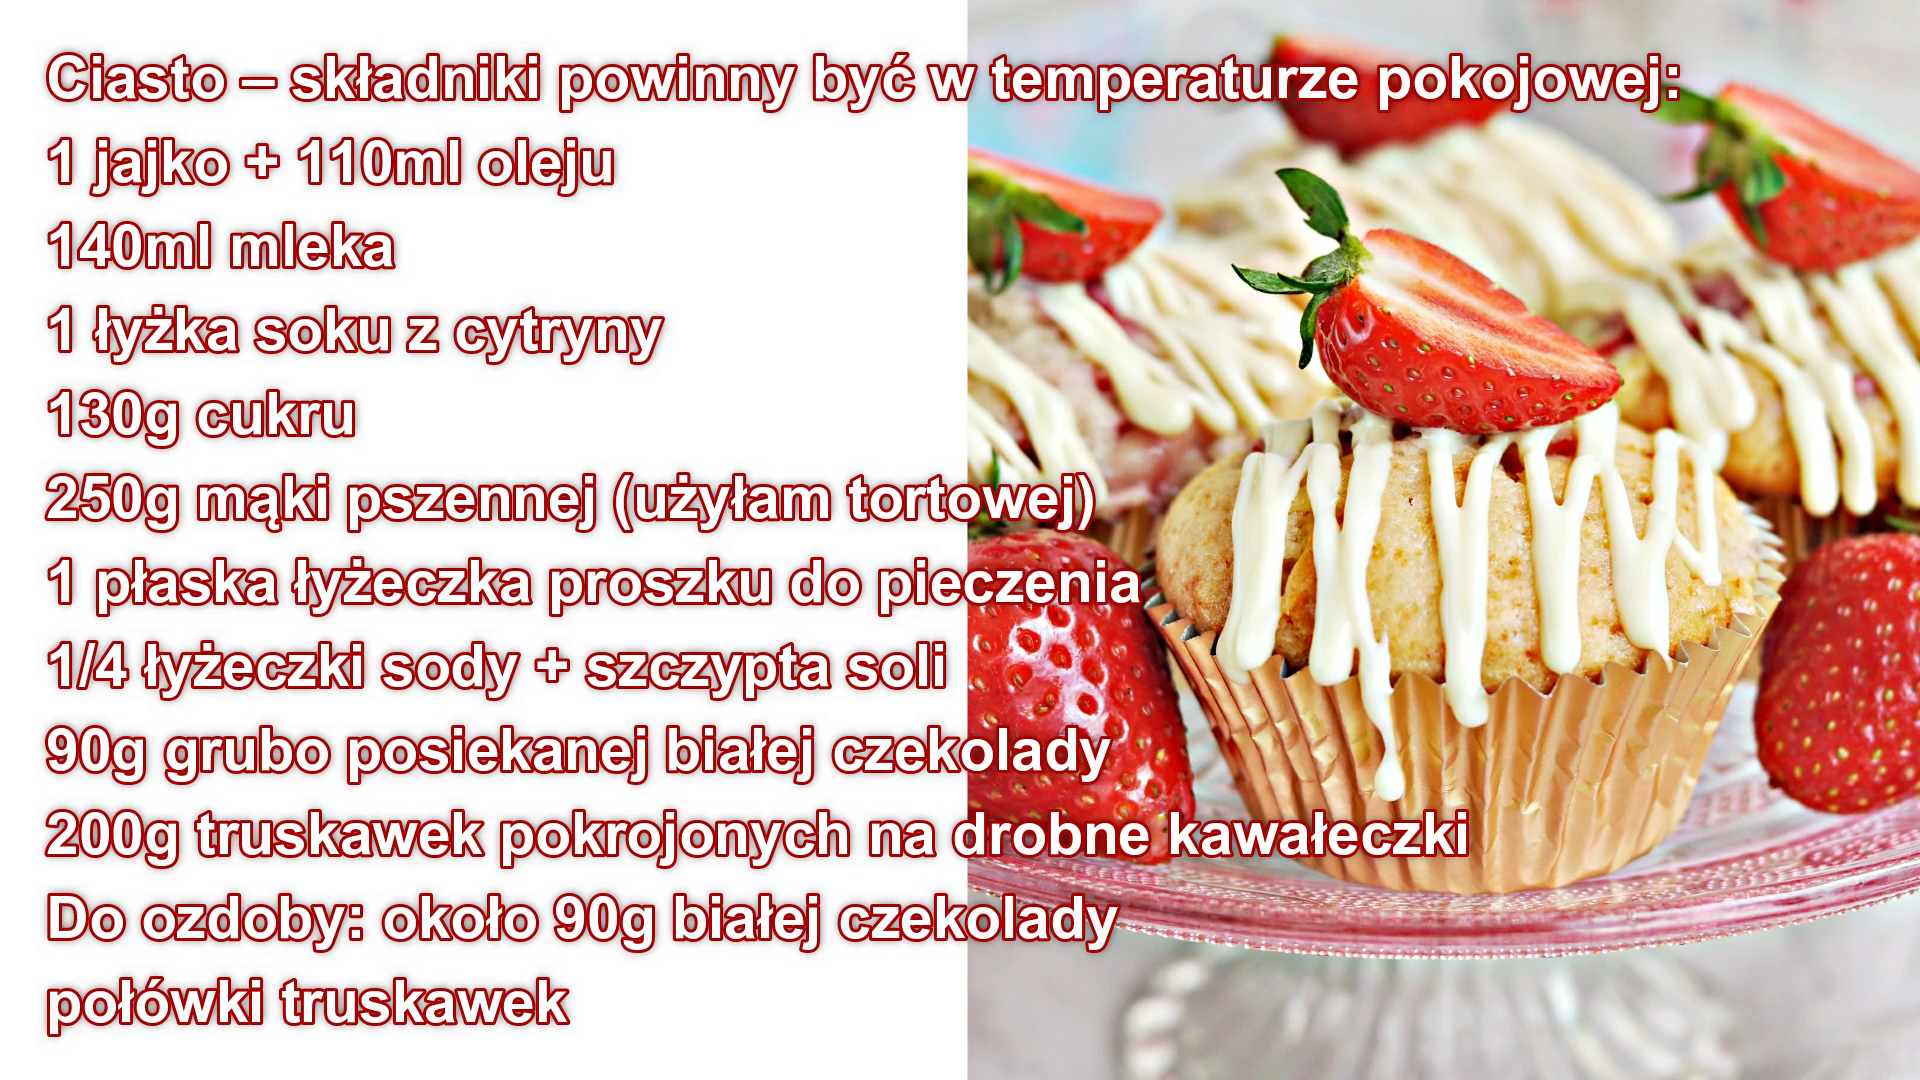 Ciasto – składniki powinny być w temperaturze pokojowej:
1 jajko + 110ml oleju
140ml mleka
1 łyżka soku z cytryny
130g cukru
250g mąki pszennej (użyłam tortowej)
1 płaska łyżeczka proszku do pieczenia
1/4 łyżeczki sody + szczypta soli
90g grubo posiekanej białej czekolady
200g truskawek pokrojonych na drobne kawałeczki
Do ozdoby: około 90g białej czekolady
połówki truskawek